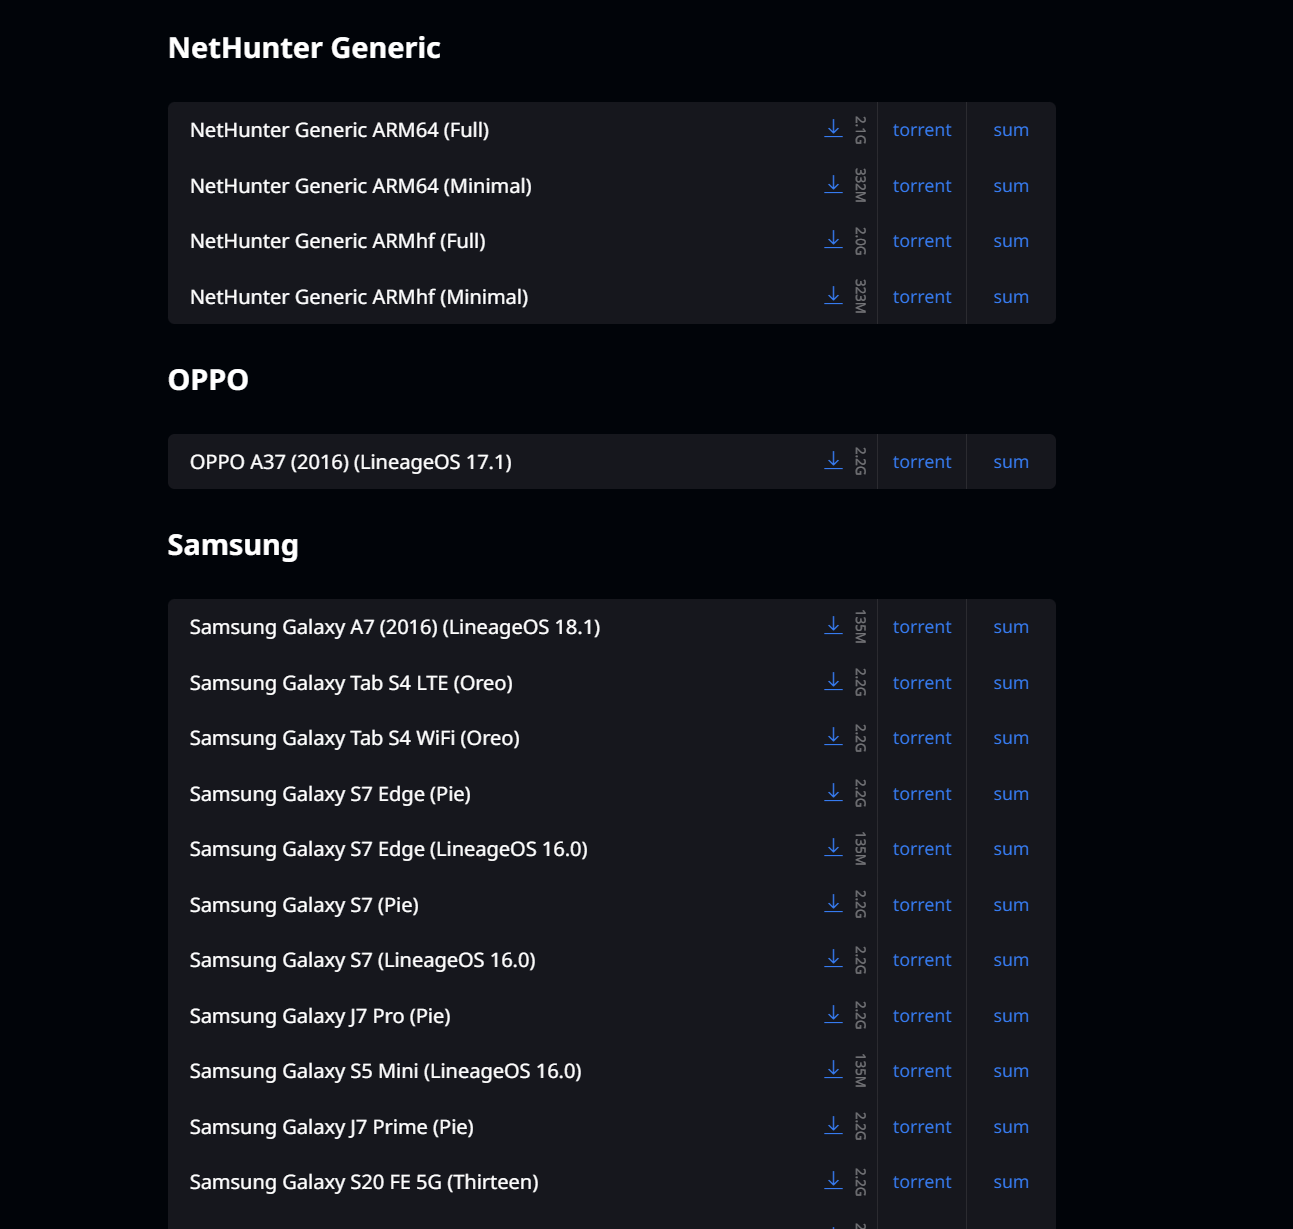 NetHunter Generic
NetHunter Generic ARM64 (Full) 2.1G torrent sum
NetHunter Generic ARM64 (Minimal) 332M torrent sum
NetHunter Generic ARMhf (Full) 2.0G torrent sum
NetHunter Generic ARMhf (Minimal) 323M torrent sum
OPPO
OPPO A37 (2016) (LineageOS 17.1) 2.2G torrent sum
Samsung
Samsung Galaxy A7 (2016) (LineageOS 18.1) 135M torrent sum
Samsung Galaxy Tab S4 LTE (Oreo) 2.2G torrent sum
Samsung Galaxy Tab S4 WiFi (Oreo) 2.2G torrent sum
Samsung Galaxy S7 Edge (Pie) 2.2G torrent sum
Samsung Galaxy S7 Edge (LineageOS 16.0) 135M torrent sum
Samsung Galaxy S7 (Pie) 2.2G torrent sum
Samsung Galaxy S7 (LineageOS 16.0) 2.2G torrent sum
Samsung Galaxy J7 Pro (Pie) 2.2G torrent sum
Samsung Galaxy S5 Mini (LineageOS 16.0) 135M torrent sum
Samsung Galaxy J7 Prime (Pie) 2.2G torrent sum
Samsung Galaxy S20 FE 5G (Thirteen) 2.2G torrent sum